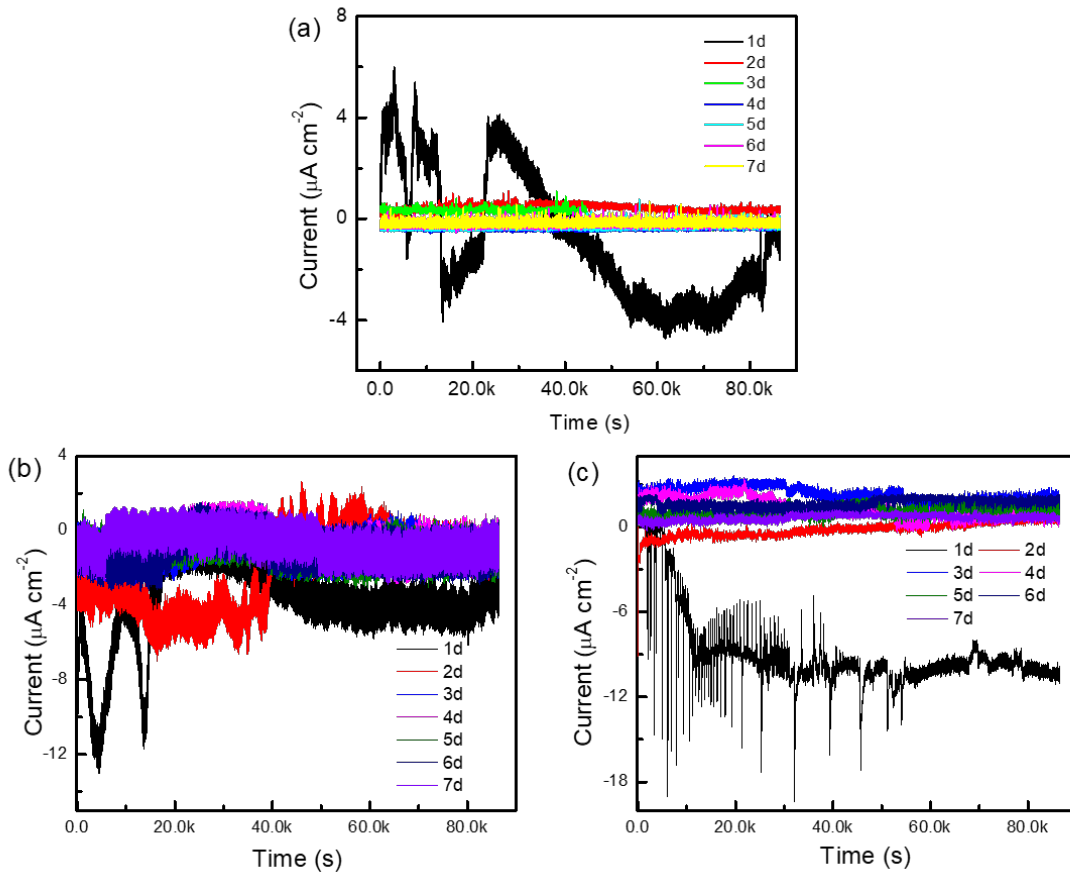 (a)
8
4
0
-4
Current (μA cm-2)
0.0
20.0k
40.0k
60.0k
80.0k
Time (s)
1d
2d
3d
4d
5d
6d
7d
(b)
4
0
-4
-8
-12
Current (μA cm-2)
0.0
20.0k
40.0k
60.0k
80.0k
Time (s)
1d
2d
3d
4d
5d
6d
7d
(c)
0
-6
-12
-18
Current (μA cm-2)
0.0
20.0k
40.0k
60.0k
80.0k
Time (s)
1d 2d
3d 4d
5d 6d
7d